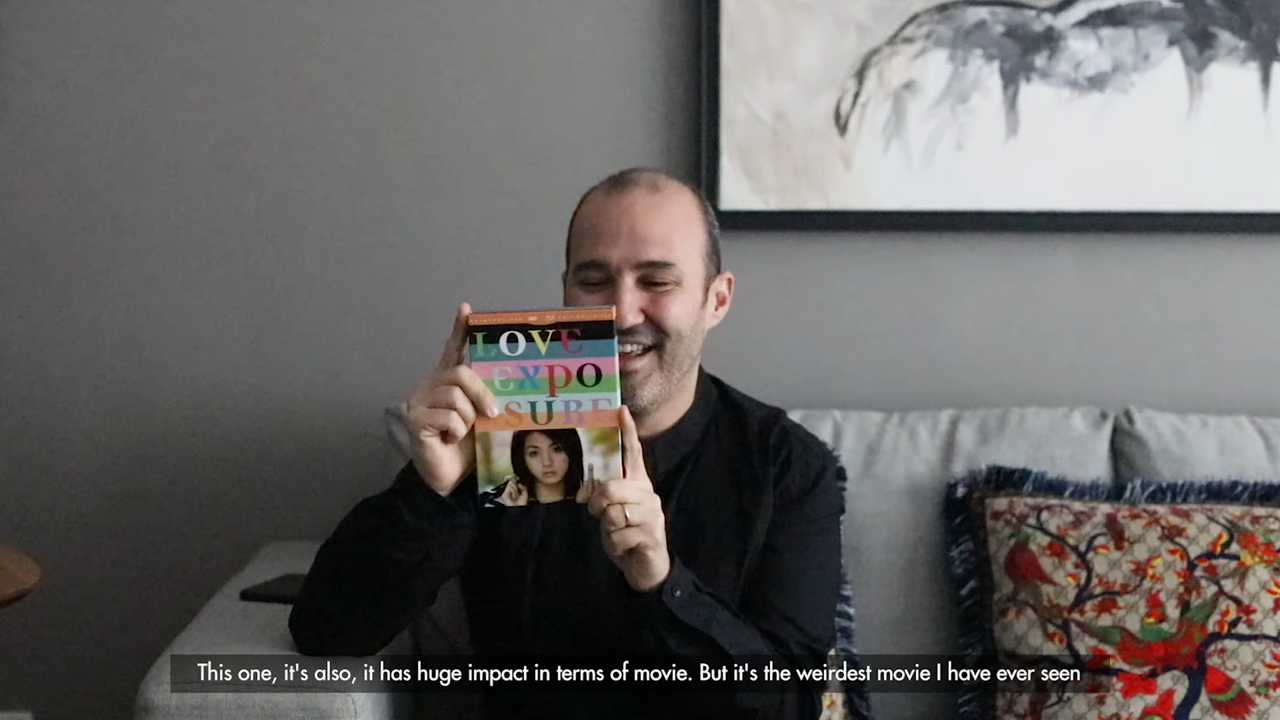 LOVE
EXPO
SURE
This one, it's also, it has huge impact in terms of movie. But it's the weirdest movie I have ever seen